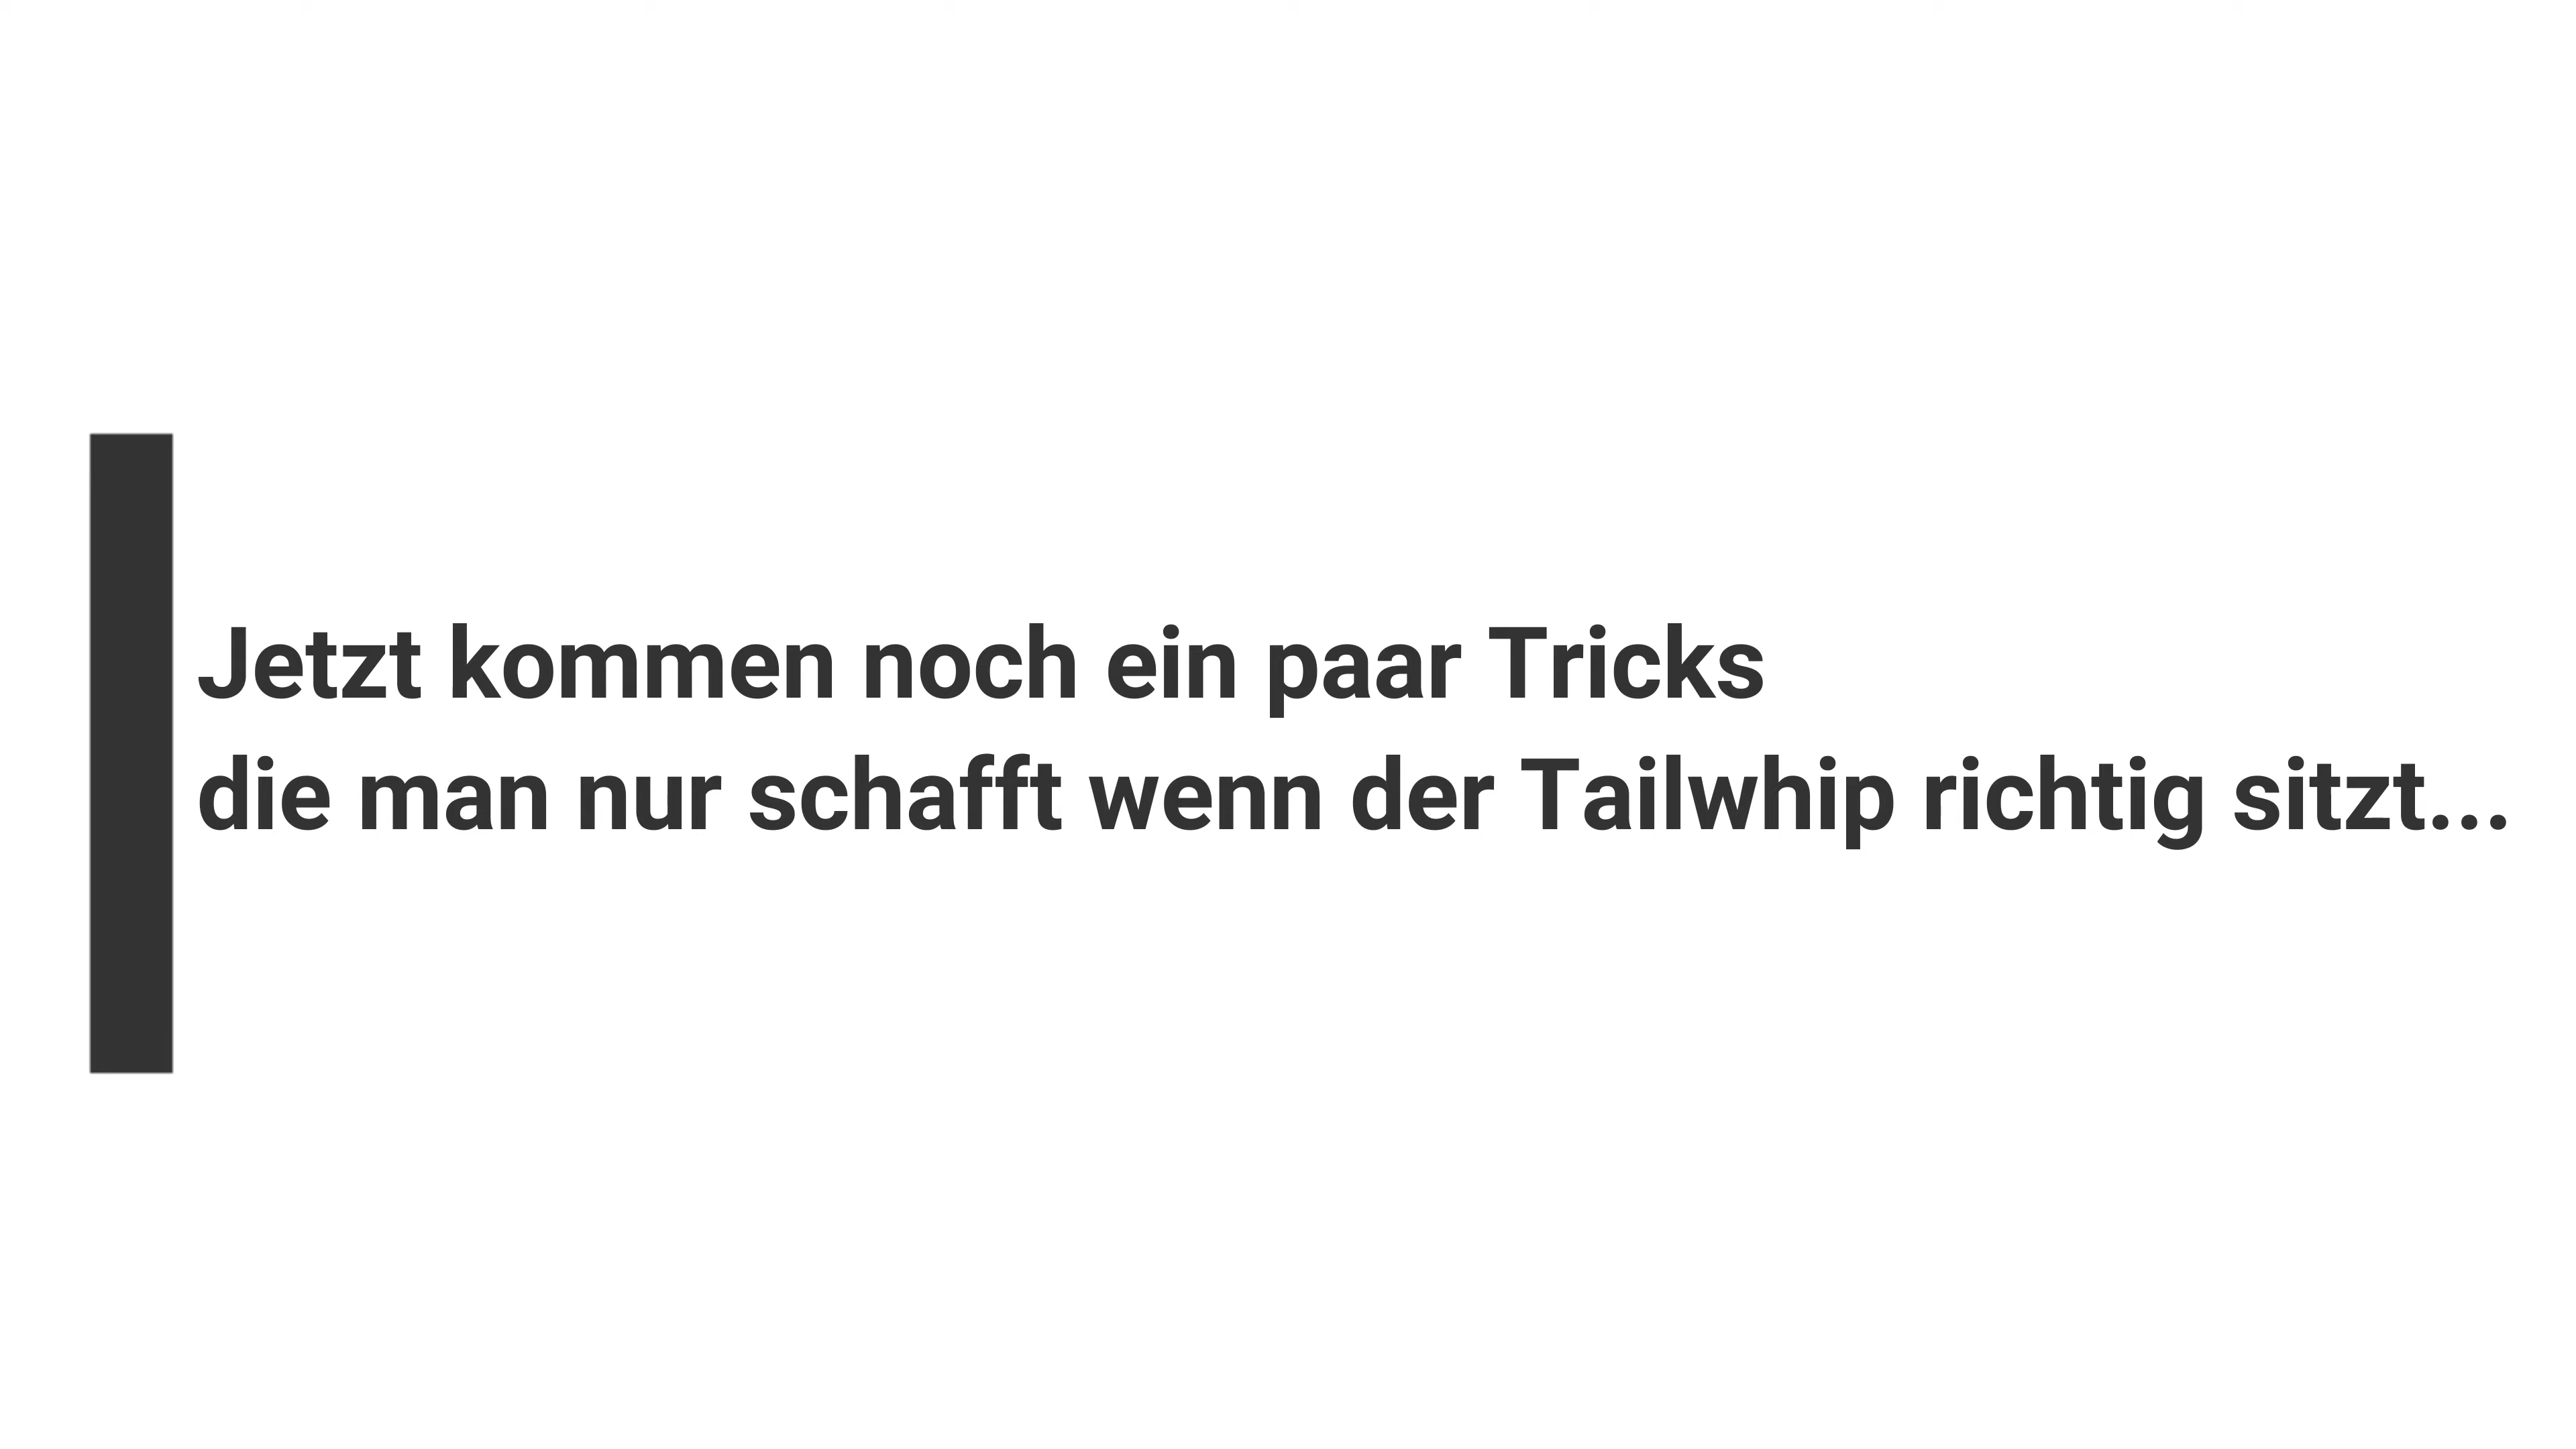 Jetzt kommen noch ein paar Tricks
die man nur schafft wenn der Tailwhip richtig sitzt...